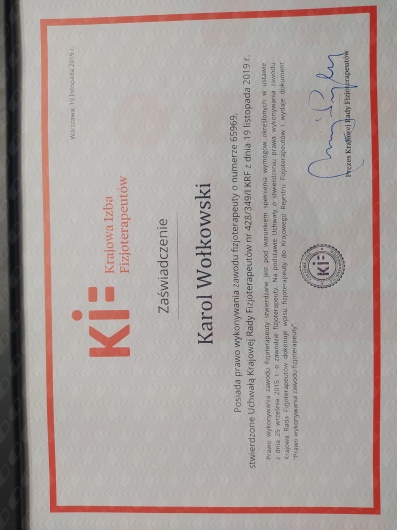 Warszawa, 19 listopada 2019 r.
KiF
Krajowa Izba
Fizjoterapeutów
Zaświadczenie
Karol Wołkowski
Posiada prawo wykonywania zawodu fizjoterapeuty o numerze 65969,
stwierdzone Uchwałą Krajowej Rady Fizjoterapeutów nr 428/349/I KRF z dnia 19 listopada 2019 r.
Prawo wykonywania zawodu fizjoterapeuty stwierdzane jest pod warunkiem spełnienia wymogów określonych w ustawie
z dnia 25 września 2015 r. o zawodzie fizjoterapeuty. Na podstawie Uchwały o stwierdzeniu prawa wykonywania zawodu
Krajowa Rada Fizjoterapeutów dokonuje wpisu fizjoterapeuty do Krajowego Rejestru Fizjoterapeutów i wydaje dokument
"Prawo wykonywania zawodu fizjoterapeuty"
KiF
Prezes Krajowej Rady Fizjoterapeutów